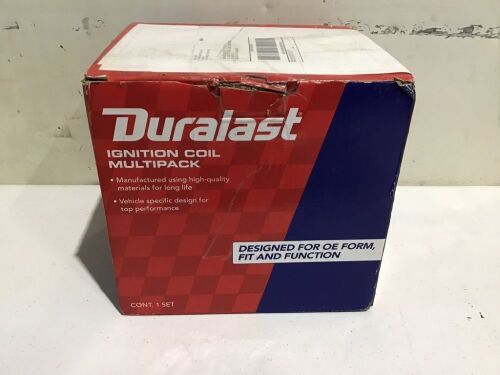 Duralast
IGNITION COIL
MULTIPACK
• Manufactured using high-quality
materials for long life
• Vehicle specific design for
top performance
DESIGNED FOR OE FORM,
FIT AND FUNCTION
CONT. 1 SET